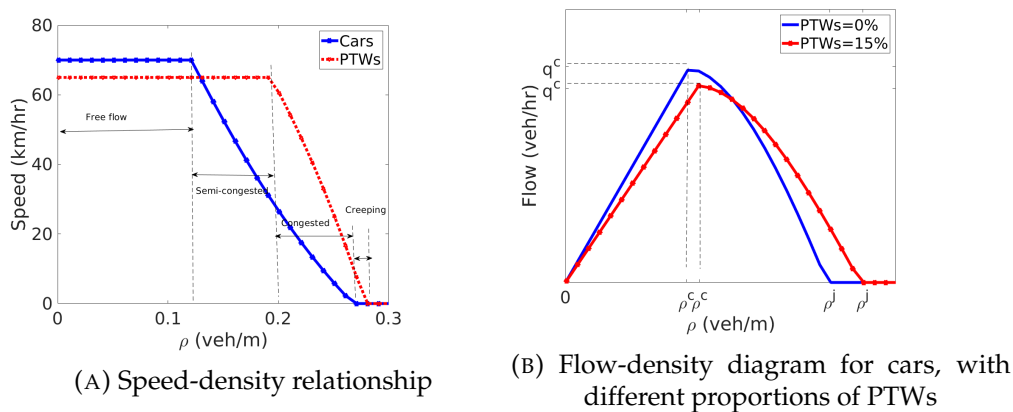 80
60
40
20
0
Speed (km/hr)
Cars
PTWs
Free flow
Semi-congested
Congested
Creeping
0
0.1
0.2
0.3
ρ (veh/m)
(A) Speed-density relationship
PTWs=0%
PTWs=15%
q^c
q^c
Flow (veh/hr)
0
ρ^c ρ^c
ρ^j
ρ^j
ρ (veh/m)
(B) Flow-density diagram for cars, with
different proportions of PTWs